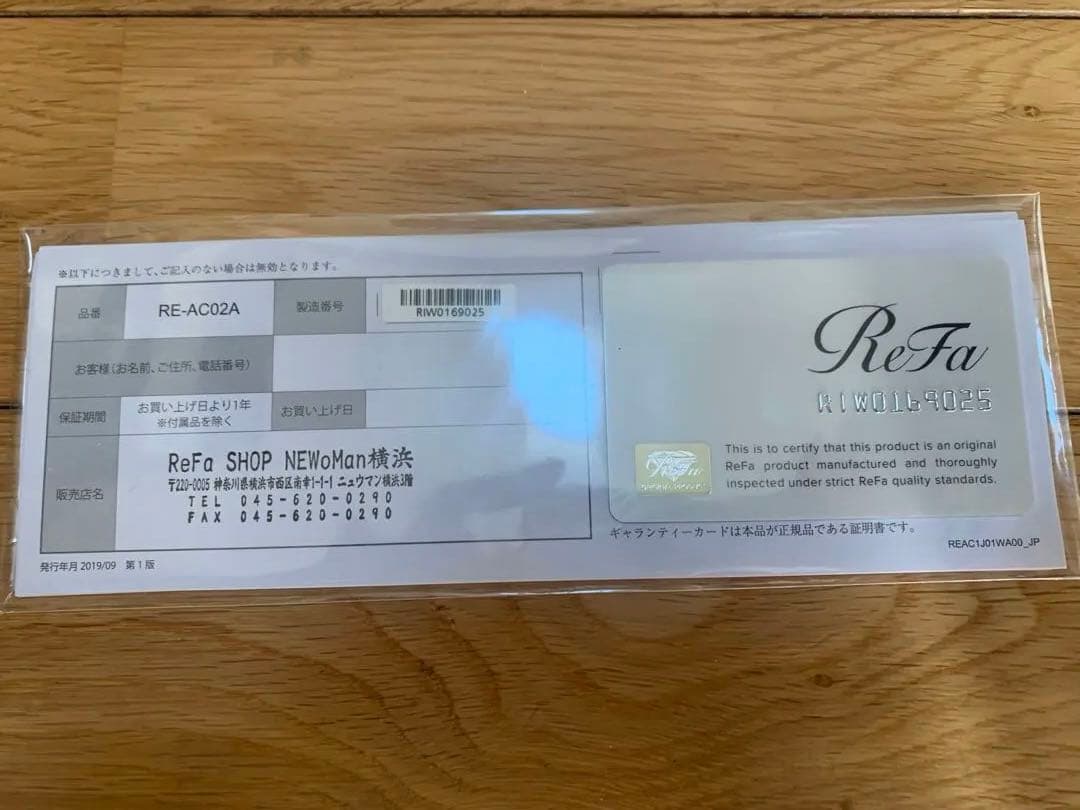 ※以下につきまして、ご記入のない場合は無効となります。
品番
RE-AC02A
製造番号
RIW0169025
お客様(お名前、ご住所、電話番号)
保証期間
お買い上げ日より1年
※付属品を除く
お買い上げ日
販売店名
ReFa SHOP NEWoMan横浜
〒220-0005 神奈川県横浜市西区南幸1-1-1 ニュウマン横浜3階
TEL 045-620-0290
FAX 045-620-0290
発行年月 2019/09 第1版
ReFa
RIW0169025
This is to certify that this product is an original
ReFa product manufactured and thoroughly
inspected under strict ReFa quality standards.
ReFa
ギャランティーカードは本品が正規品である証明書です。
REAC1J01WA00_JP